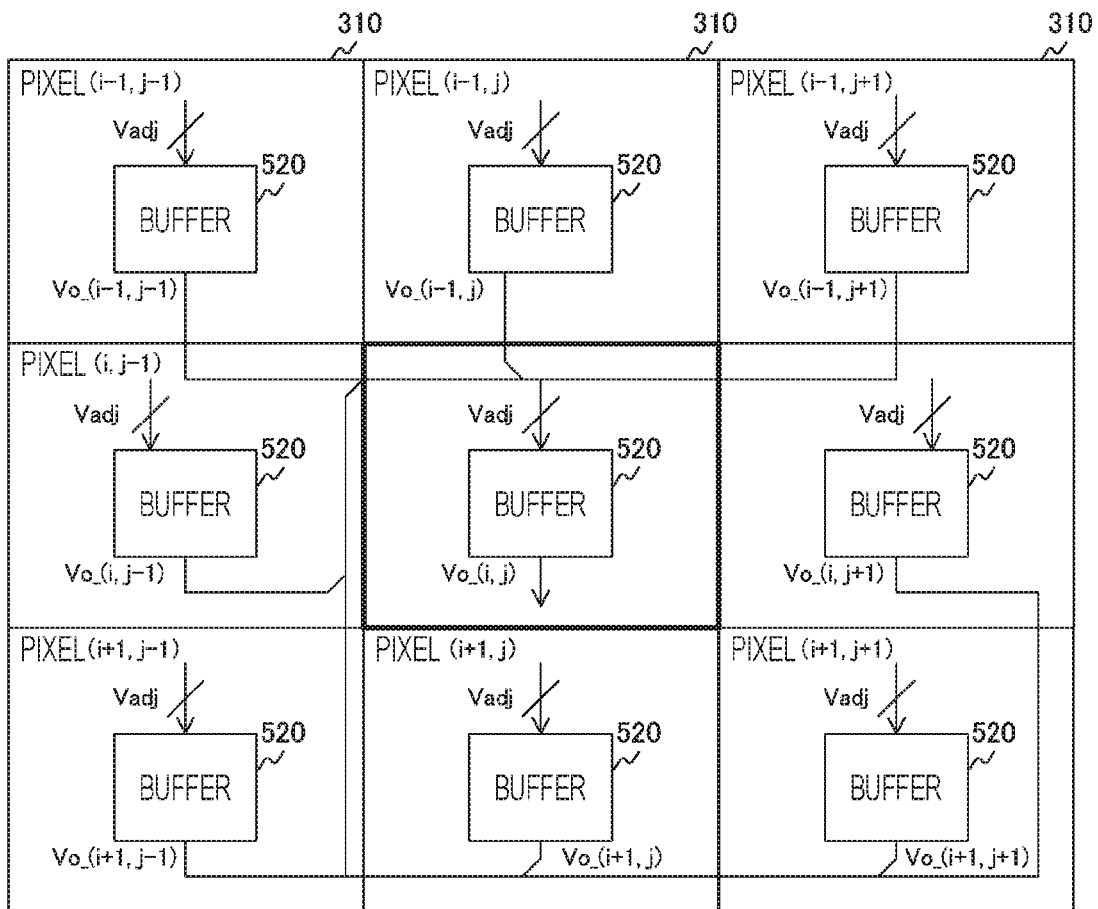 310 310 310
PIXEL(i-1, j-1) PIXEL(i-1, j) PIXEL(i-1, j+1)
Vadj Vadj Vadj
520 520 520
BUFFER BUFFER BUFFER
Vo_(i-1, j-1) Vo_(i-1, j) Vo_(i-1, j+1)
PIXEL(i, j-1)
Vadj Vadj Vadj
520 520 520
BUFFER BUFFER BUFFER
Vo_(i, j-1) Vo_(i, j) Vo_(i, j+1)
PIXEL(i+1, j-1) PIXEL(i+1, j) PIXEL(i+1, j+1)
Vadj Vadj Vadj
520 520 520
BUFFER BUFFER BUFFER
Vo_(i+1, j-1) Vo_(i+1, j) Vo_(i+1, j+1)